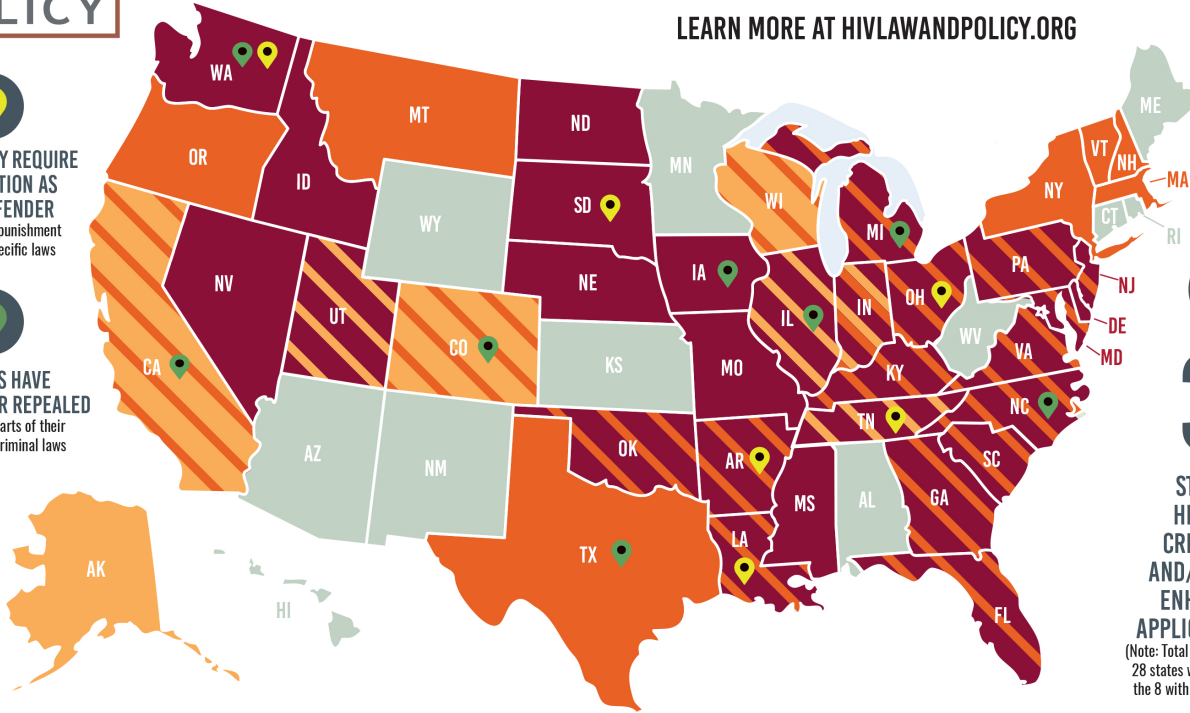 LICY
LEARN MORE AT HIVLAWANDPOLICY.ORG
Y REQUIRE
TION AS
FENDER
punishment
ecific laws
S HAVE
R REPEALED
arts of their
riminal laws
WA
MT
ND
MN
ME
OR
ID
SD
WI
MI
NY
VT
NH
MA
WY
CT
RI
NV
UT
CO
NE
IA
IL
IN
OH
PA
NJ
DE
MD
CA
KS
MO
KY
WV
VA
AZ
NM
OK
AR
TN
NC
SC
MS
AL
GA
TX
LA
FL
AK
HI
ST
HI
CRI
AND/
ENH
APPLIC
(Note: Total
28 states w
the 8 with